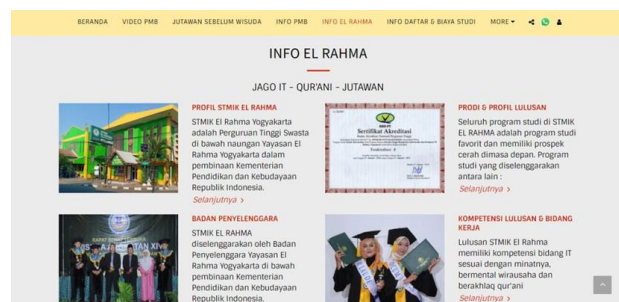 BERANDA VIDEO PMB JUTAWAN SEBELUM WISUDA INFO PMB INFO EL RAHMA INFO DAFTAR & BIAYA STUDI MORE
INFO EL RAHMA
JAGO IT - QUR'ANI - JUTAWAN
PROFIL STMIK EL RAHMA
STMIK El Rahma Yogyakarta
adalah Perguruan Tinggi Swasta
di bawah naungan Yayasan El
Rahma Yogyakarta dalam
pembinaan Kementerian
Pendidikan dan Kebudayaan
Republik Indonesia.
Selanjutnya >
Sertifikat Akreditasi
PRODI & PROFIL LULUSAN
Seluruh program studi di STMIK
EL RAHMA adalah program studi
favorit dan memiliki prospek
cerah dimasa depan. Program
studi yang diselenggarakan
antara lain :
Selanjutnya >
BADAN PENYELENGGARA
STMIK EL RAHMA
diselenggarakan oleh Badan
Penyelenggara Yayasan El
Rahma Yogyakarta di bawah
pembinaan Kementerian
Pendidikan dan Kebudayaan
Republik Indonesia.
KOMPETENSI LULUSAN & BIDANG
KERJA
Lulusan STMIK El Rahma
memiliki kompetensi bidang IT
sesuai dengan minatnya,
bermental wirausaha dan
berakhlaq qur'ani
Selanjutnya >